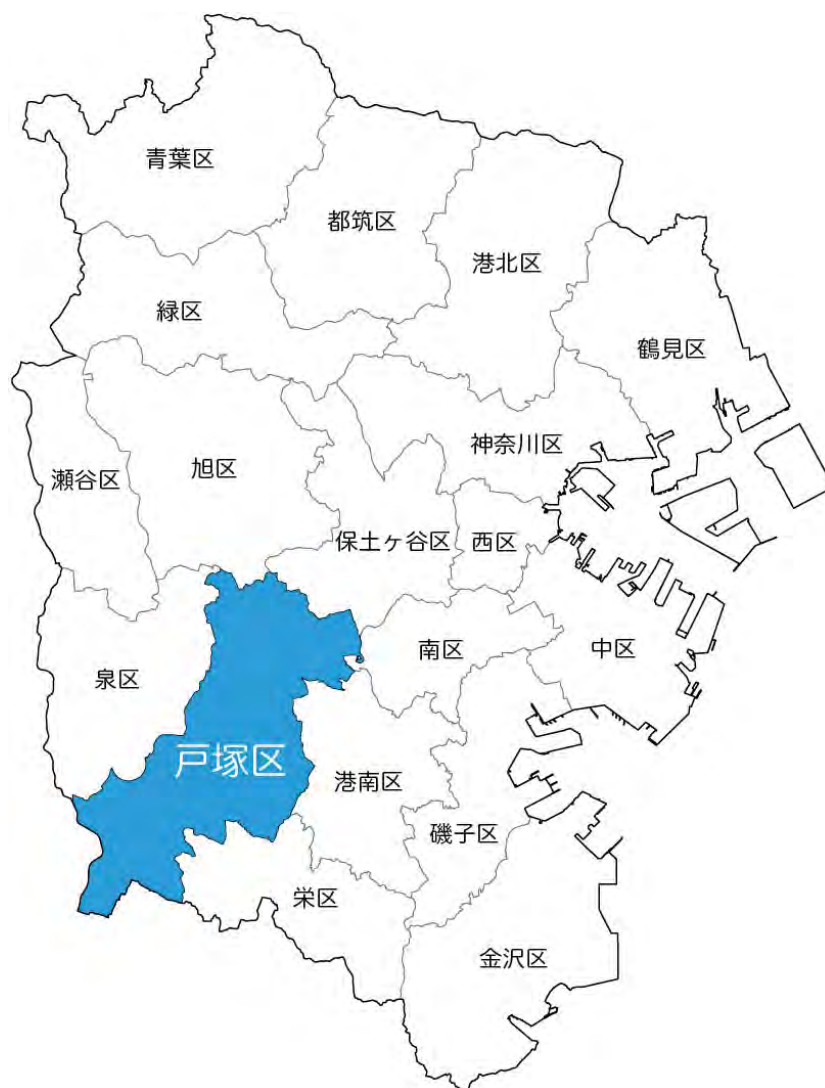 青葉区
都筑区
港北区
緑区
鶴見区
神奈川区
瀬谷区
旭区
保土ヶ谷区
西区
南区
中区
泉区
戸塚区
港南区
磯子区
栄区
金沢区